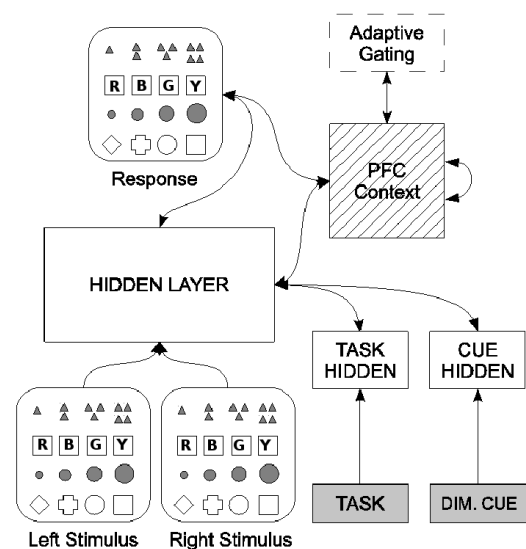 Adaptive
Gating
R B G Y
PFC
Context
Response
HIDDEN LAYER
TASK
HIDDEN
CUE
HIDDEN
R B G Y
R B G Y
TASK
DIM. CUE
Left Stimulus
Right Stimulus